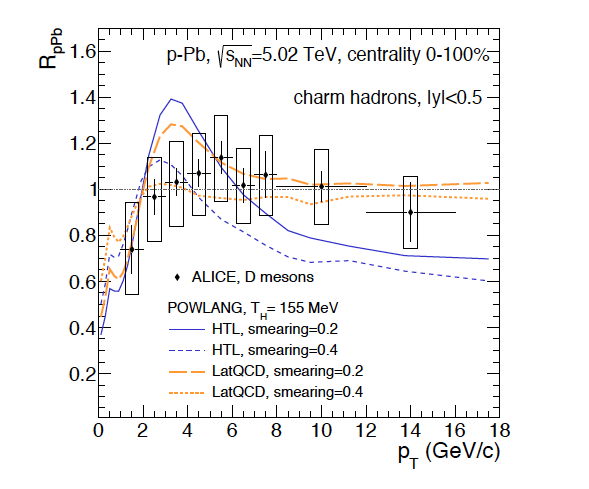 R_pPb
p-Pb, √s_NN=5.02 TeV, centrality 0-100%
charm hadrons, |y|<0.5
1.6
1.4
1.2
1
0.8
0.6
0.4
0.2
ALICE, D mesons
POWLANG, T_H= 155 MeV
HTL, smearing=0.2
HTL, smearing=0.4
LatQCD, smearing=0.2
LatQCD, smearing=0.4
0 2 4 6 8 10 12 14 16 18
p_T (GeV/c)